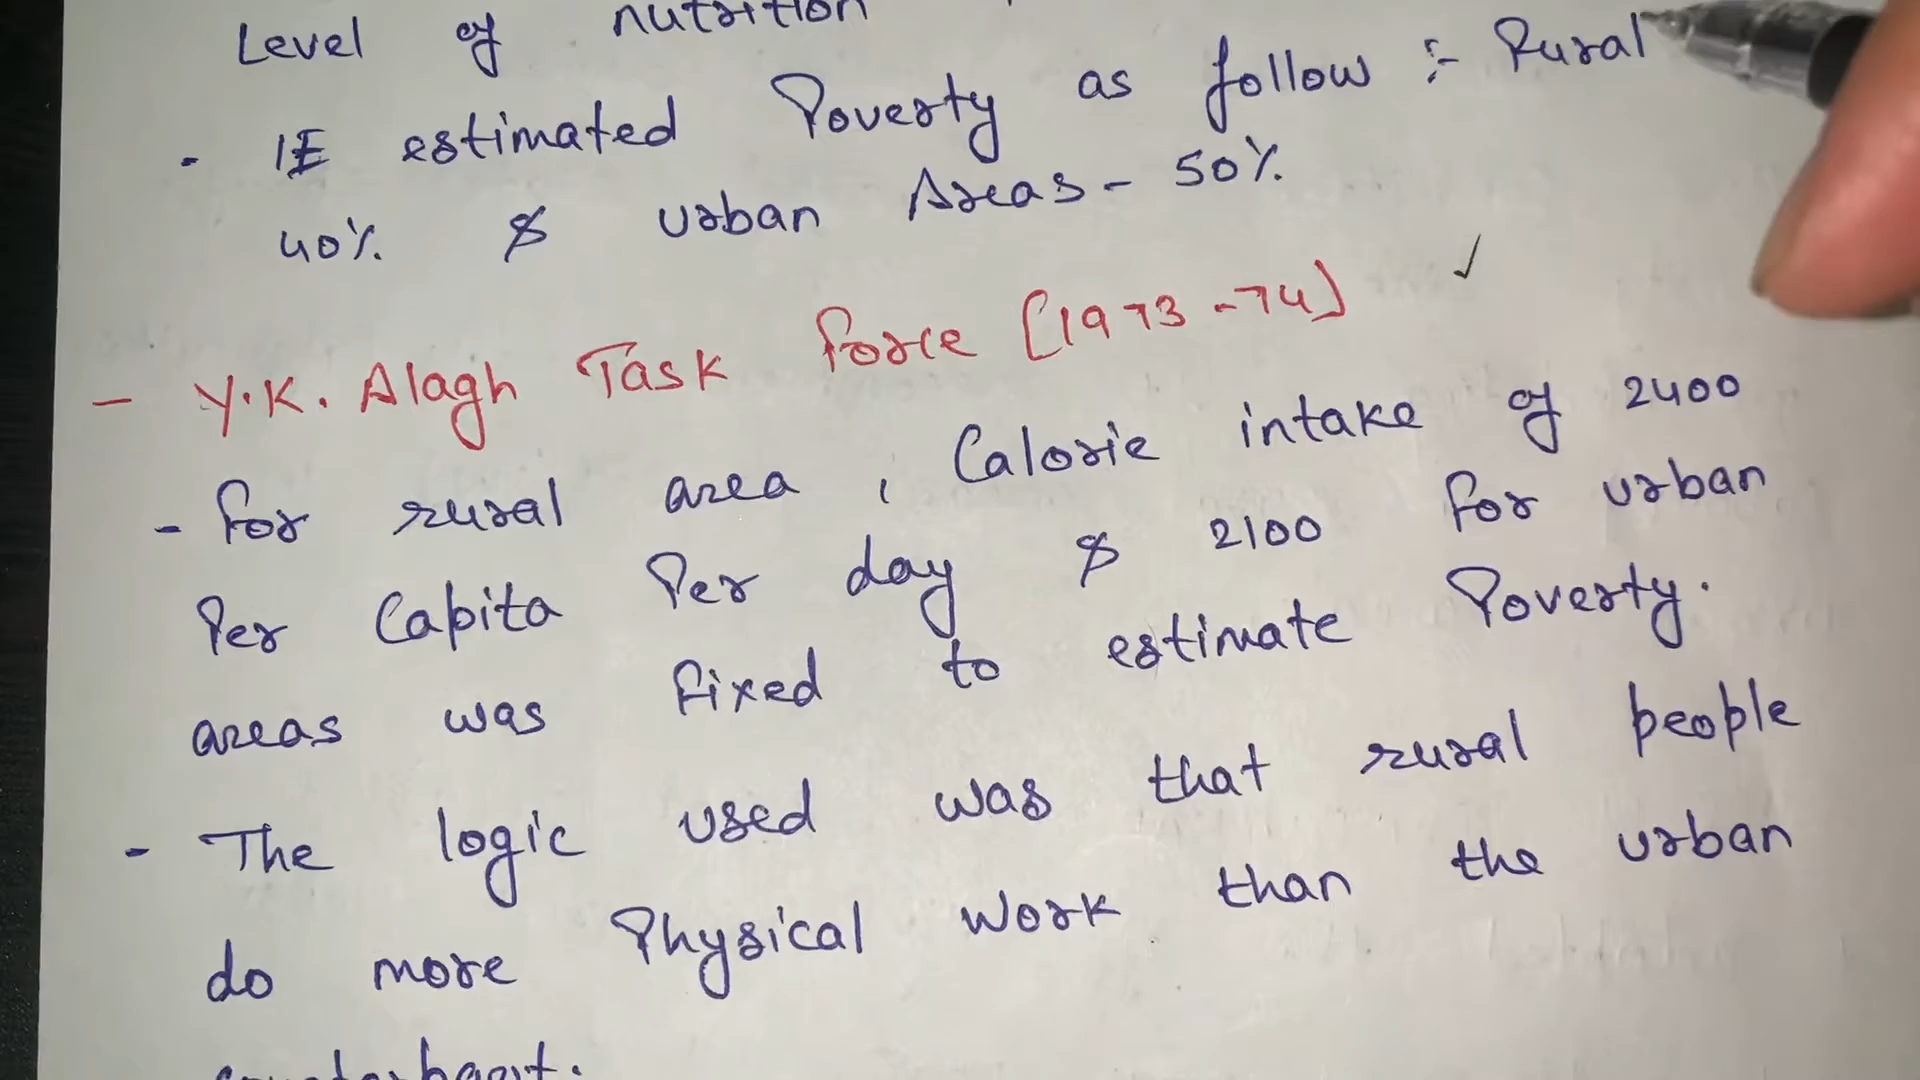 Level of nutrition
- IE estimated Poverty as follow :- Rural
40% & urban Areas - 50%
- Y.K. Alagh Task force [1973-74] ✓
- for rural area, Calorie intake of 2400
Per Capita Per day & 2100 for urban
areas was fixed to estimate Poverty.
- The logic used was that rural people
do more Physical work than the urban
counterpart.